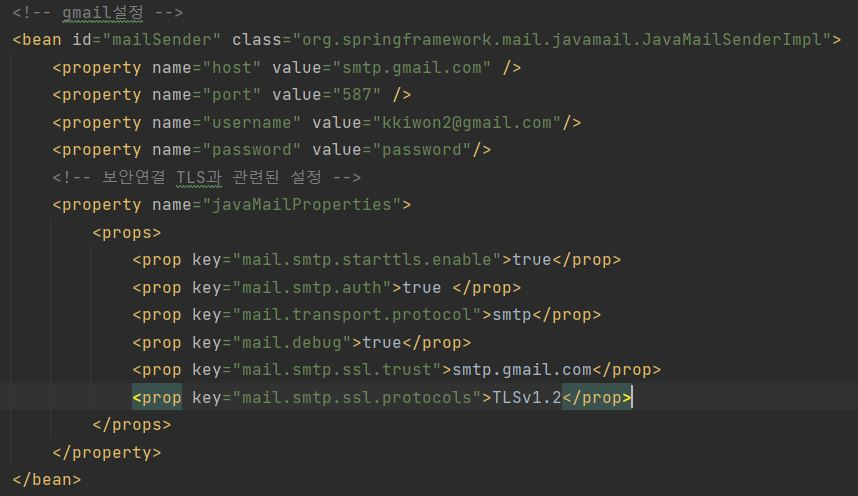 <!-- gmail설정 -->
<bean id="mailSender" class="org.springframework.mail.javamail.JavaMailSenderImpl">
<property name="host" value="smtp.gmail.com" />
<property name="port" value="587" />
<property name="username" value="kkiwon2@gmail.com"/>
<property name="password" value="password"/>
<!-- 보안연결 TLS과 관련된 설정 -->
<property name="javaMailProperties">
<props>
<prop key="mail.smtp.starttls.enable">true</prop>
<prop key="mail.smtp.auth">true </prop>
<prop key="mail.transport.protocol">smtp</prop>
<prop key="mail.debug">true</prop>
<prop key="mail.smtp.ssl.trust">smtp.gmail.com</prop>
<prop key="mail.smtp.ssl.protocols">TLSv1.2</prop>
</props>
</property>
</bean>